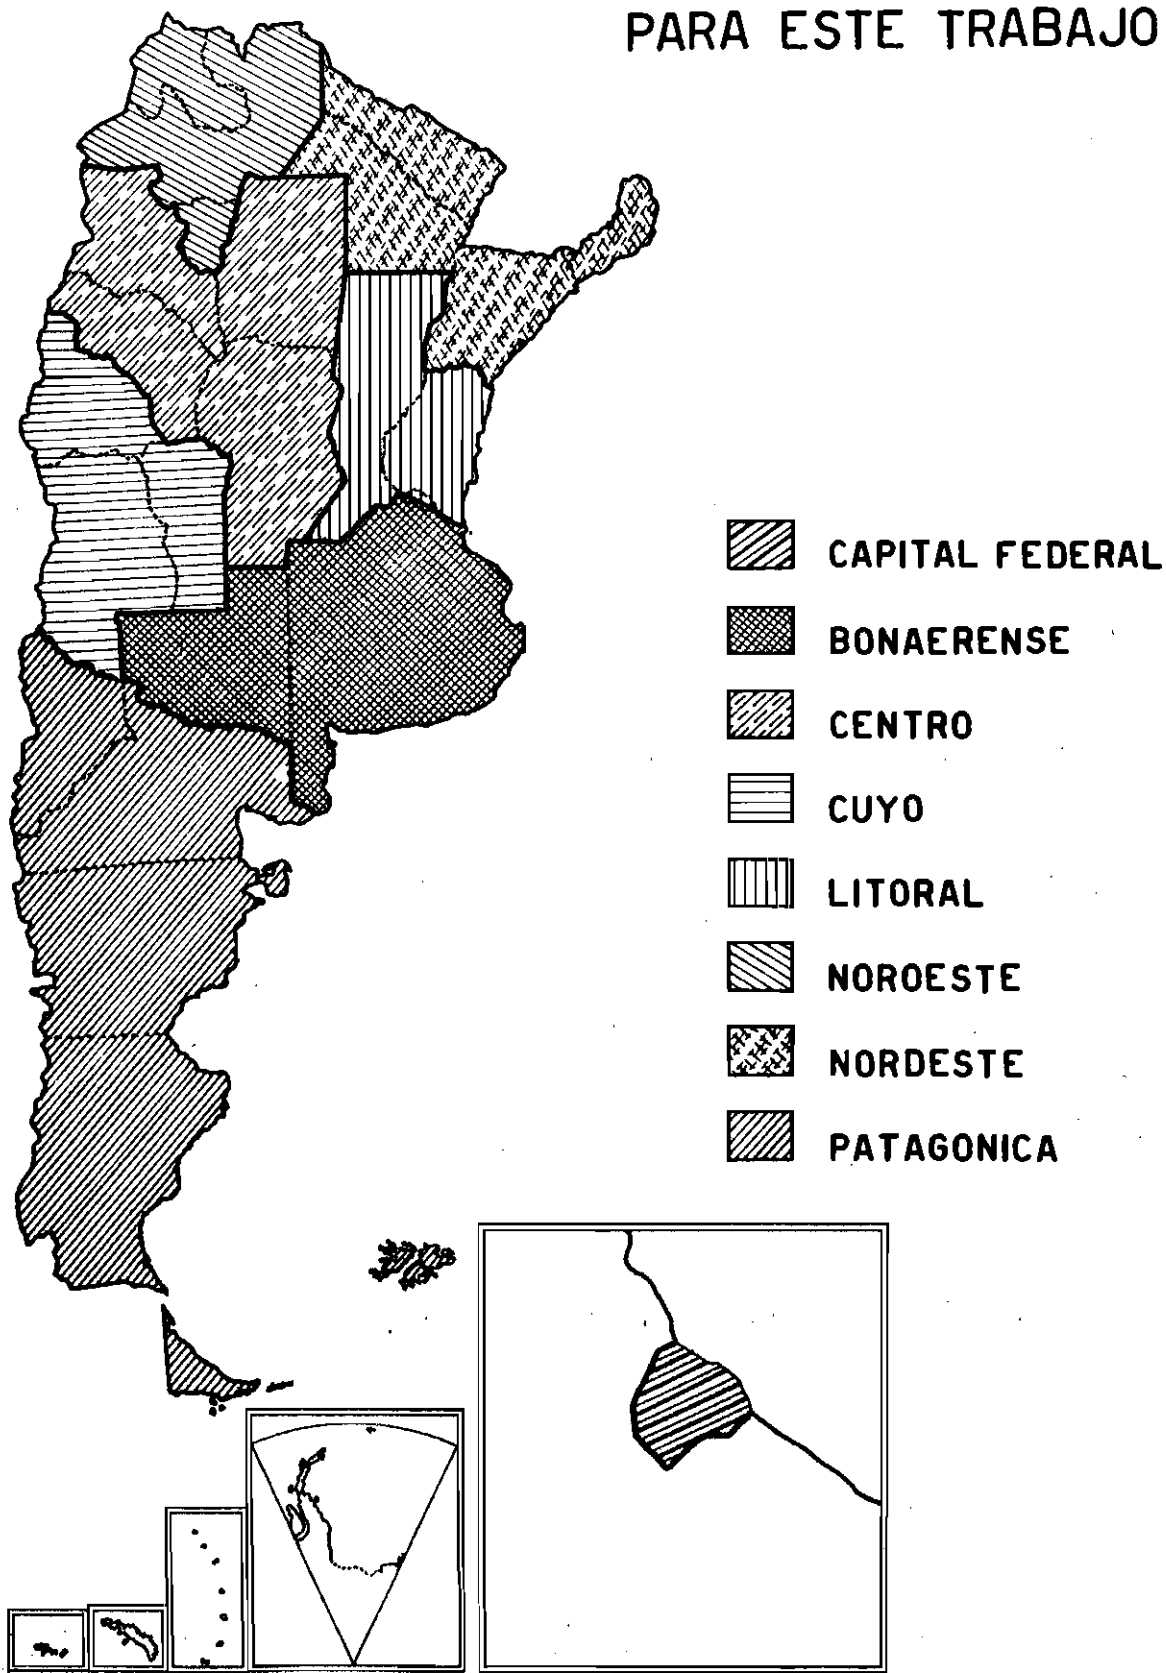 PARA ESTE TRABAJO
CAPITAL FEDERAL
BONAERENSE
CENTRO
CUYO
LITORAL
NOROESTE
NORDESTE
PATAGONICA